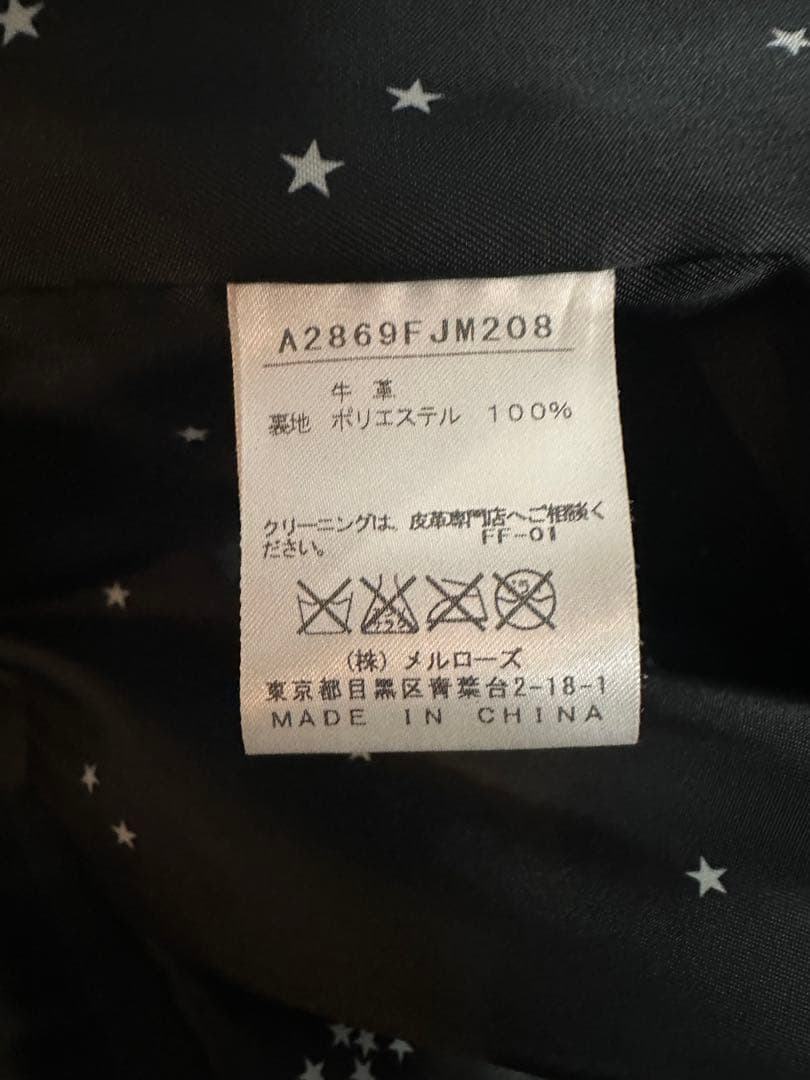 A2869FJM208
牛 革
裏地 ポリエステル 100%
クリーニングは、皮革専門店へご相談く
ださい。 FF-01
(株) メルローズ
東京都目黒区青葉台2-18-1
MADE IN CHINA